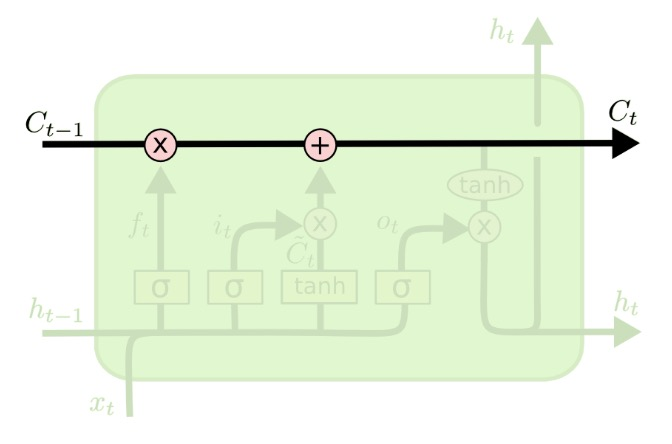 h_t
C_{t-1} x + C_t
tanh
f_t i_t x o_t x
C̃_t
σ σ tanh σ
h_{t-1} h_t
x_t